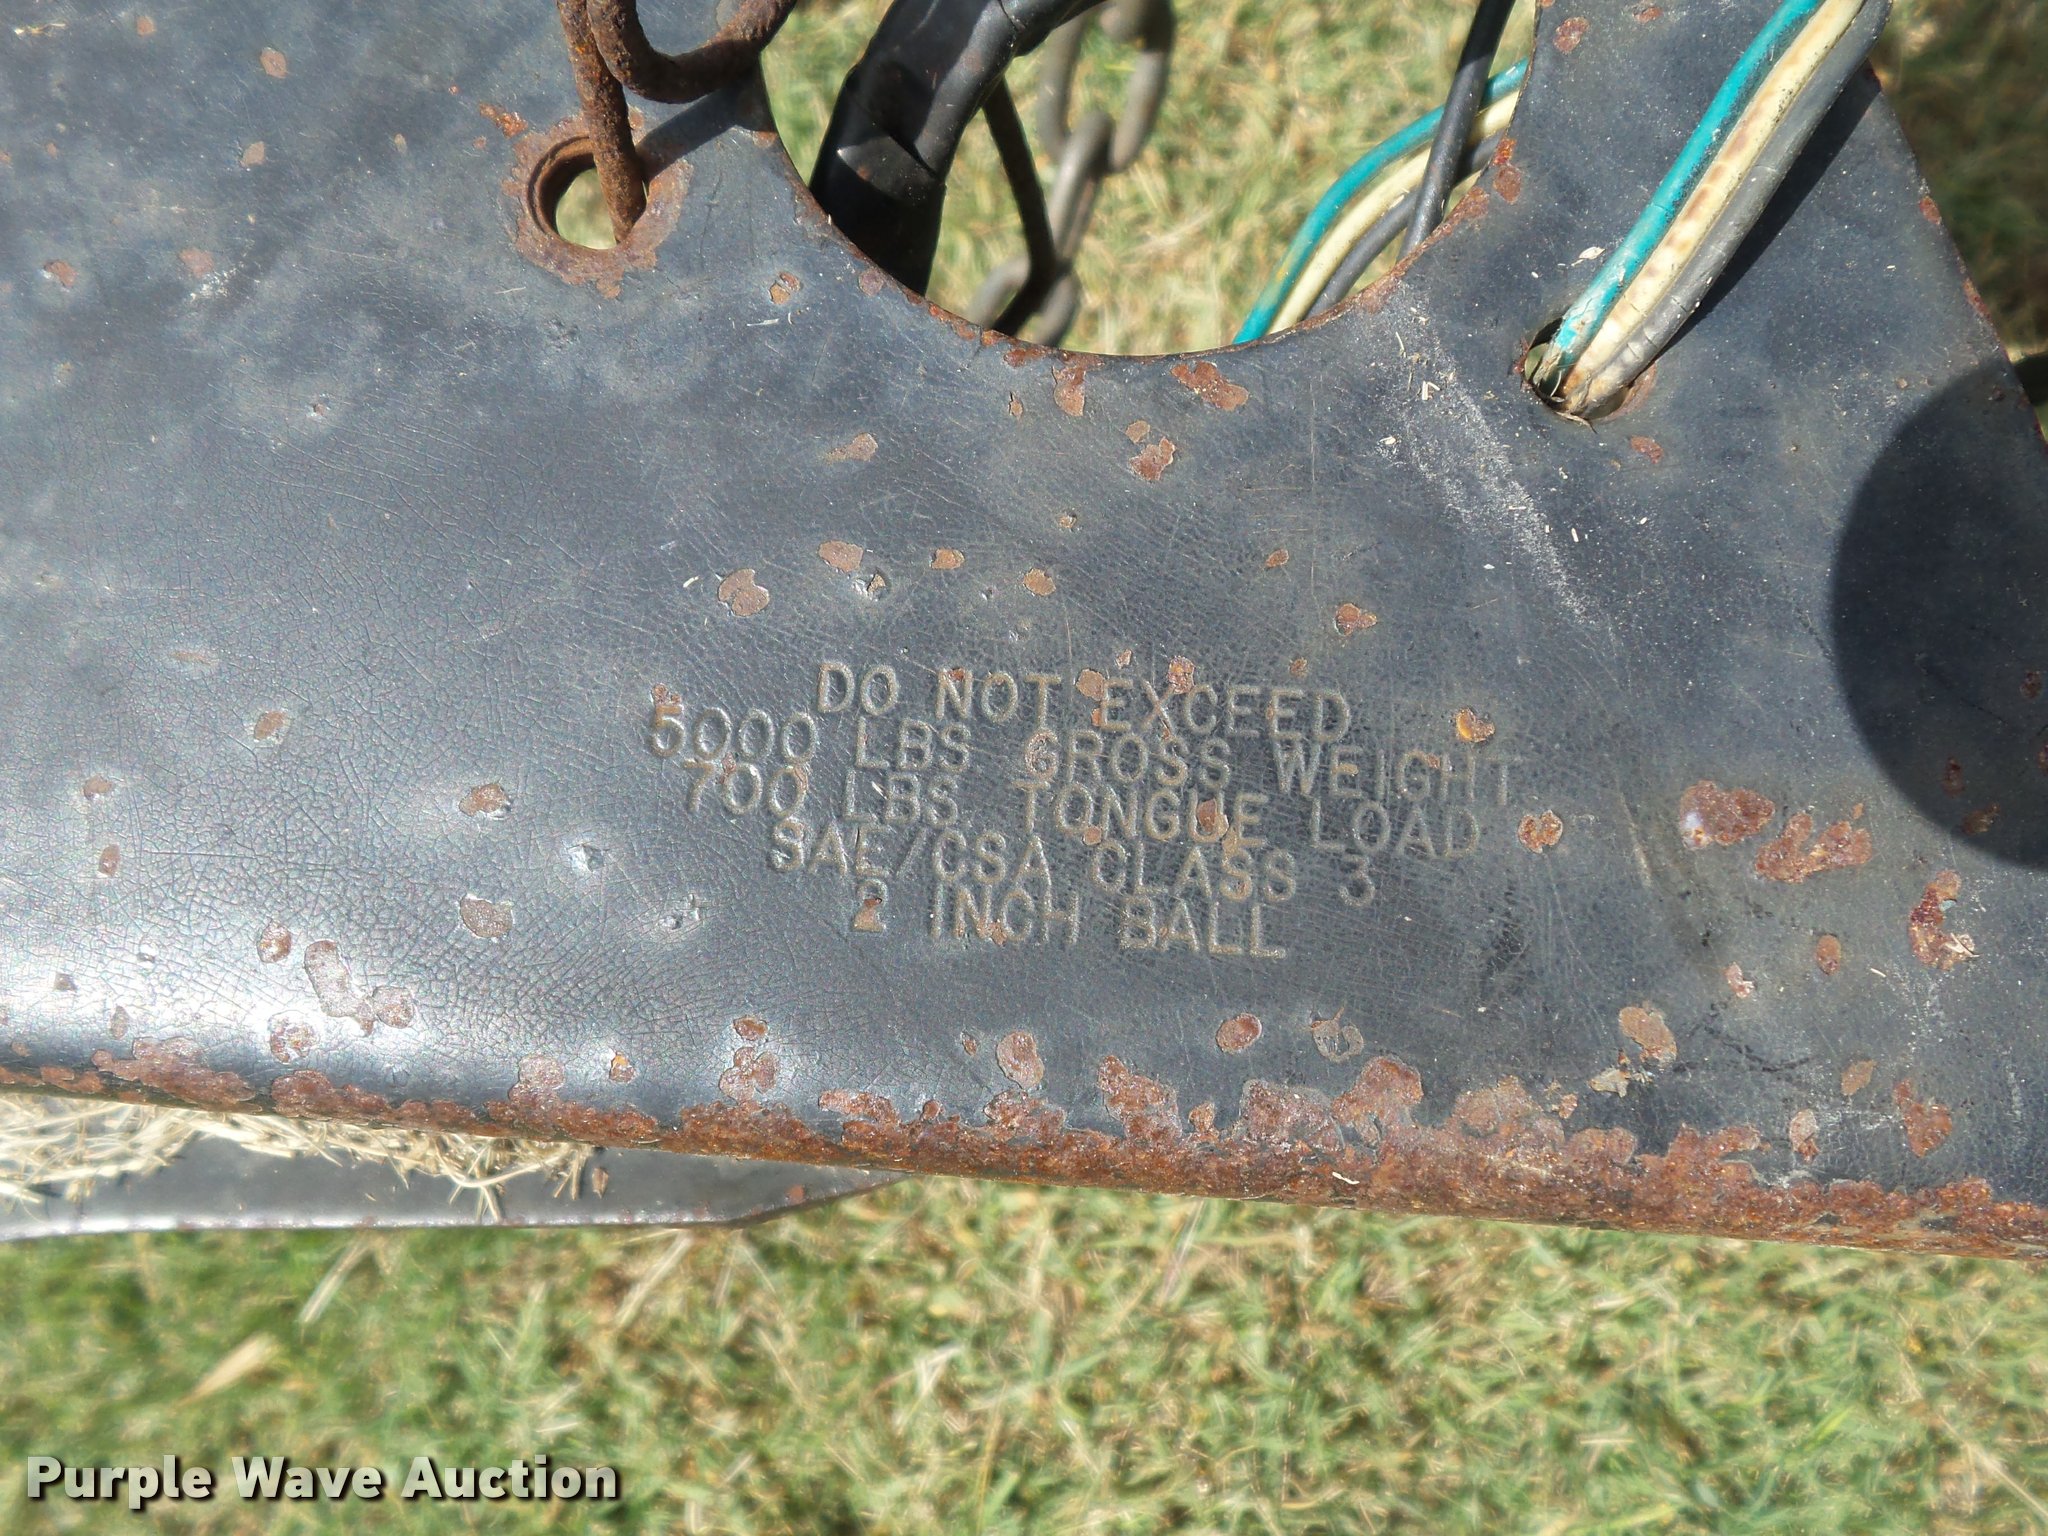 DO NOT EXCEED
5000 LBS GROSS WEIGHT
700 LBS TONGUE LOAD
SAE/CSA CLASS 3
2 INCH BALL
Purple Wave Auction